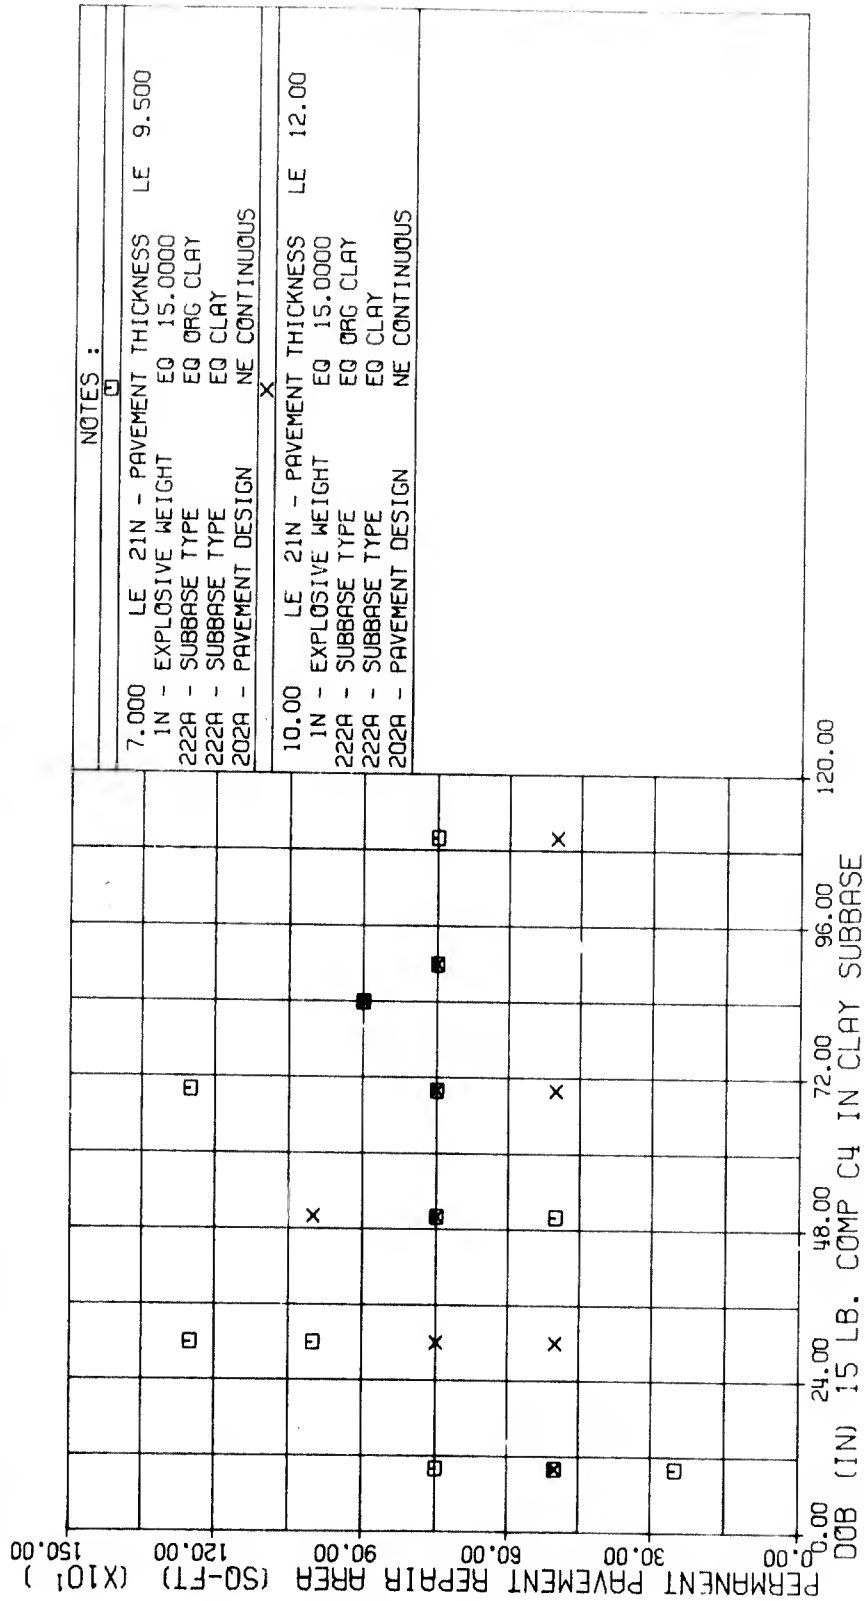 NOTES :
7.000 LE 21N - PAVEMENT THICKNESS LE 9.500
1N - EXPLOSIVE WEIGHT EQ 15.0000
222A - SUBBASE TYPE EQ ORG CLAY
222A - SUBBASE TYPE EQ CLAY
202A - PAVEMENT DESIGN NE CONTINUOUS
10.00 LE 21N - PAVEMENT THICKNESS LE 12.00
1N - EXPLOSIVE WEIGHT EQ 15.0000
222A - SUBBASE TYPE EQ ORG CLAY
222A - SUBBASE TYPE EQ CLAY
202A - PAVEMENT DESIGN NE CONTINUOUS
PERMANENT PAVEMENT REPAIR AREA (SQ-FT) (X10¹)
150.00
120.00
90.00
60.00
30.00
0.00
0.00 24.00 48.00 72.00 96.00 120.00
DOB (IN) 15 LB. COMP C4 IN CLAY SUBBASE